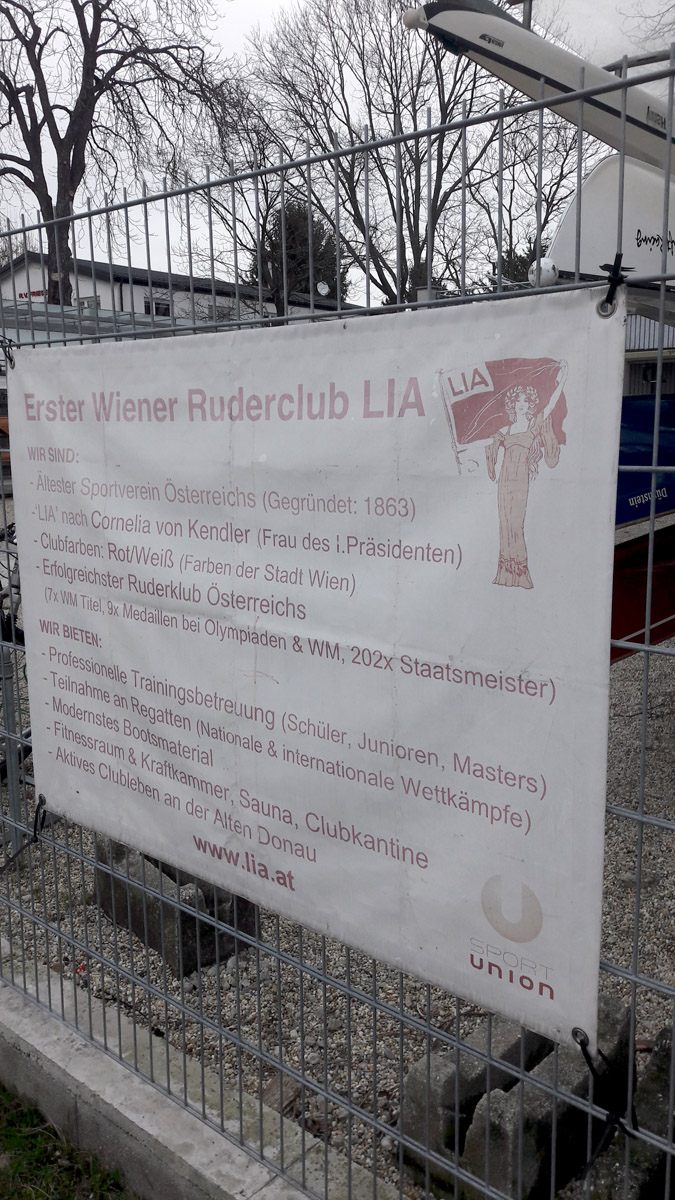 Erster Wiener Ruderclub LIA
LIA
WIR SIND:
- Ältester Sportverein Österreichs (Gegründet: 1863)
-'LIA' nach Cornelia von Kendler (Frau des I.Präsidenten)
- Clubfarben: Rot/Weiß (Farben der Stadt Wien)
- Erfolgreichster Ruderklub Österreichs
(7x WM Titel, 9x Medaillen bei Olympiaden & WM, 202x Staatsmeister)
WIR BIETEN:
- Professionelle Trainingsbetreuung (Schüler, Junioren, Masters)
- Teilnahme an Regatten (Nationale & internationale Wettkämpfe)
- Modernstes Bootsmaterial
- Fitnessraum & Kraftkammer, Sauna, Clubkantine
- Aktives Clubleben an der Alten Donau
www.lia.at
SPORT
union
Dürnstein